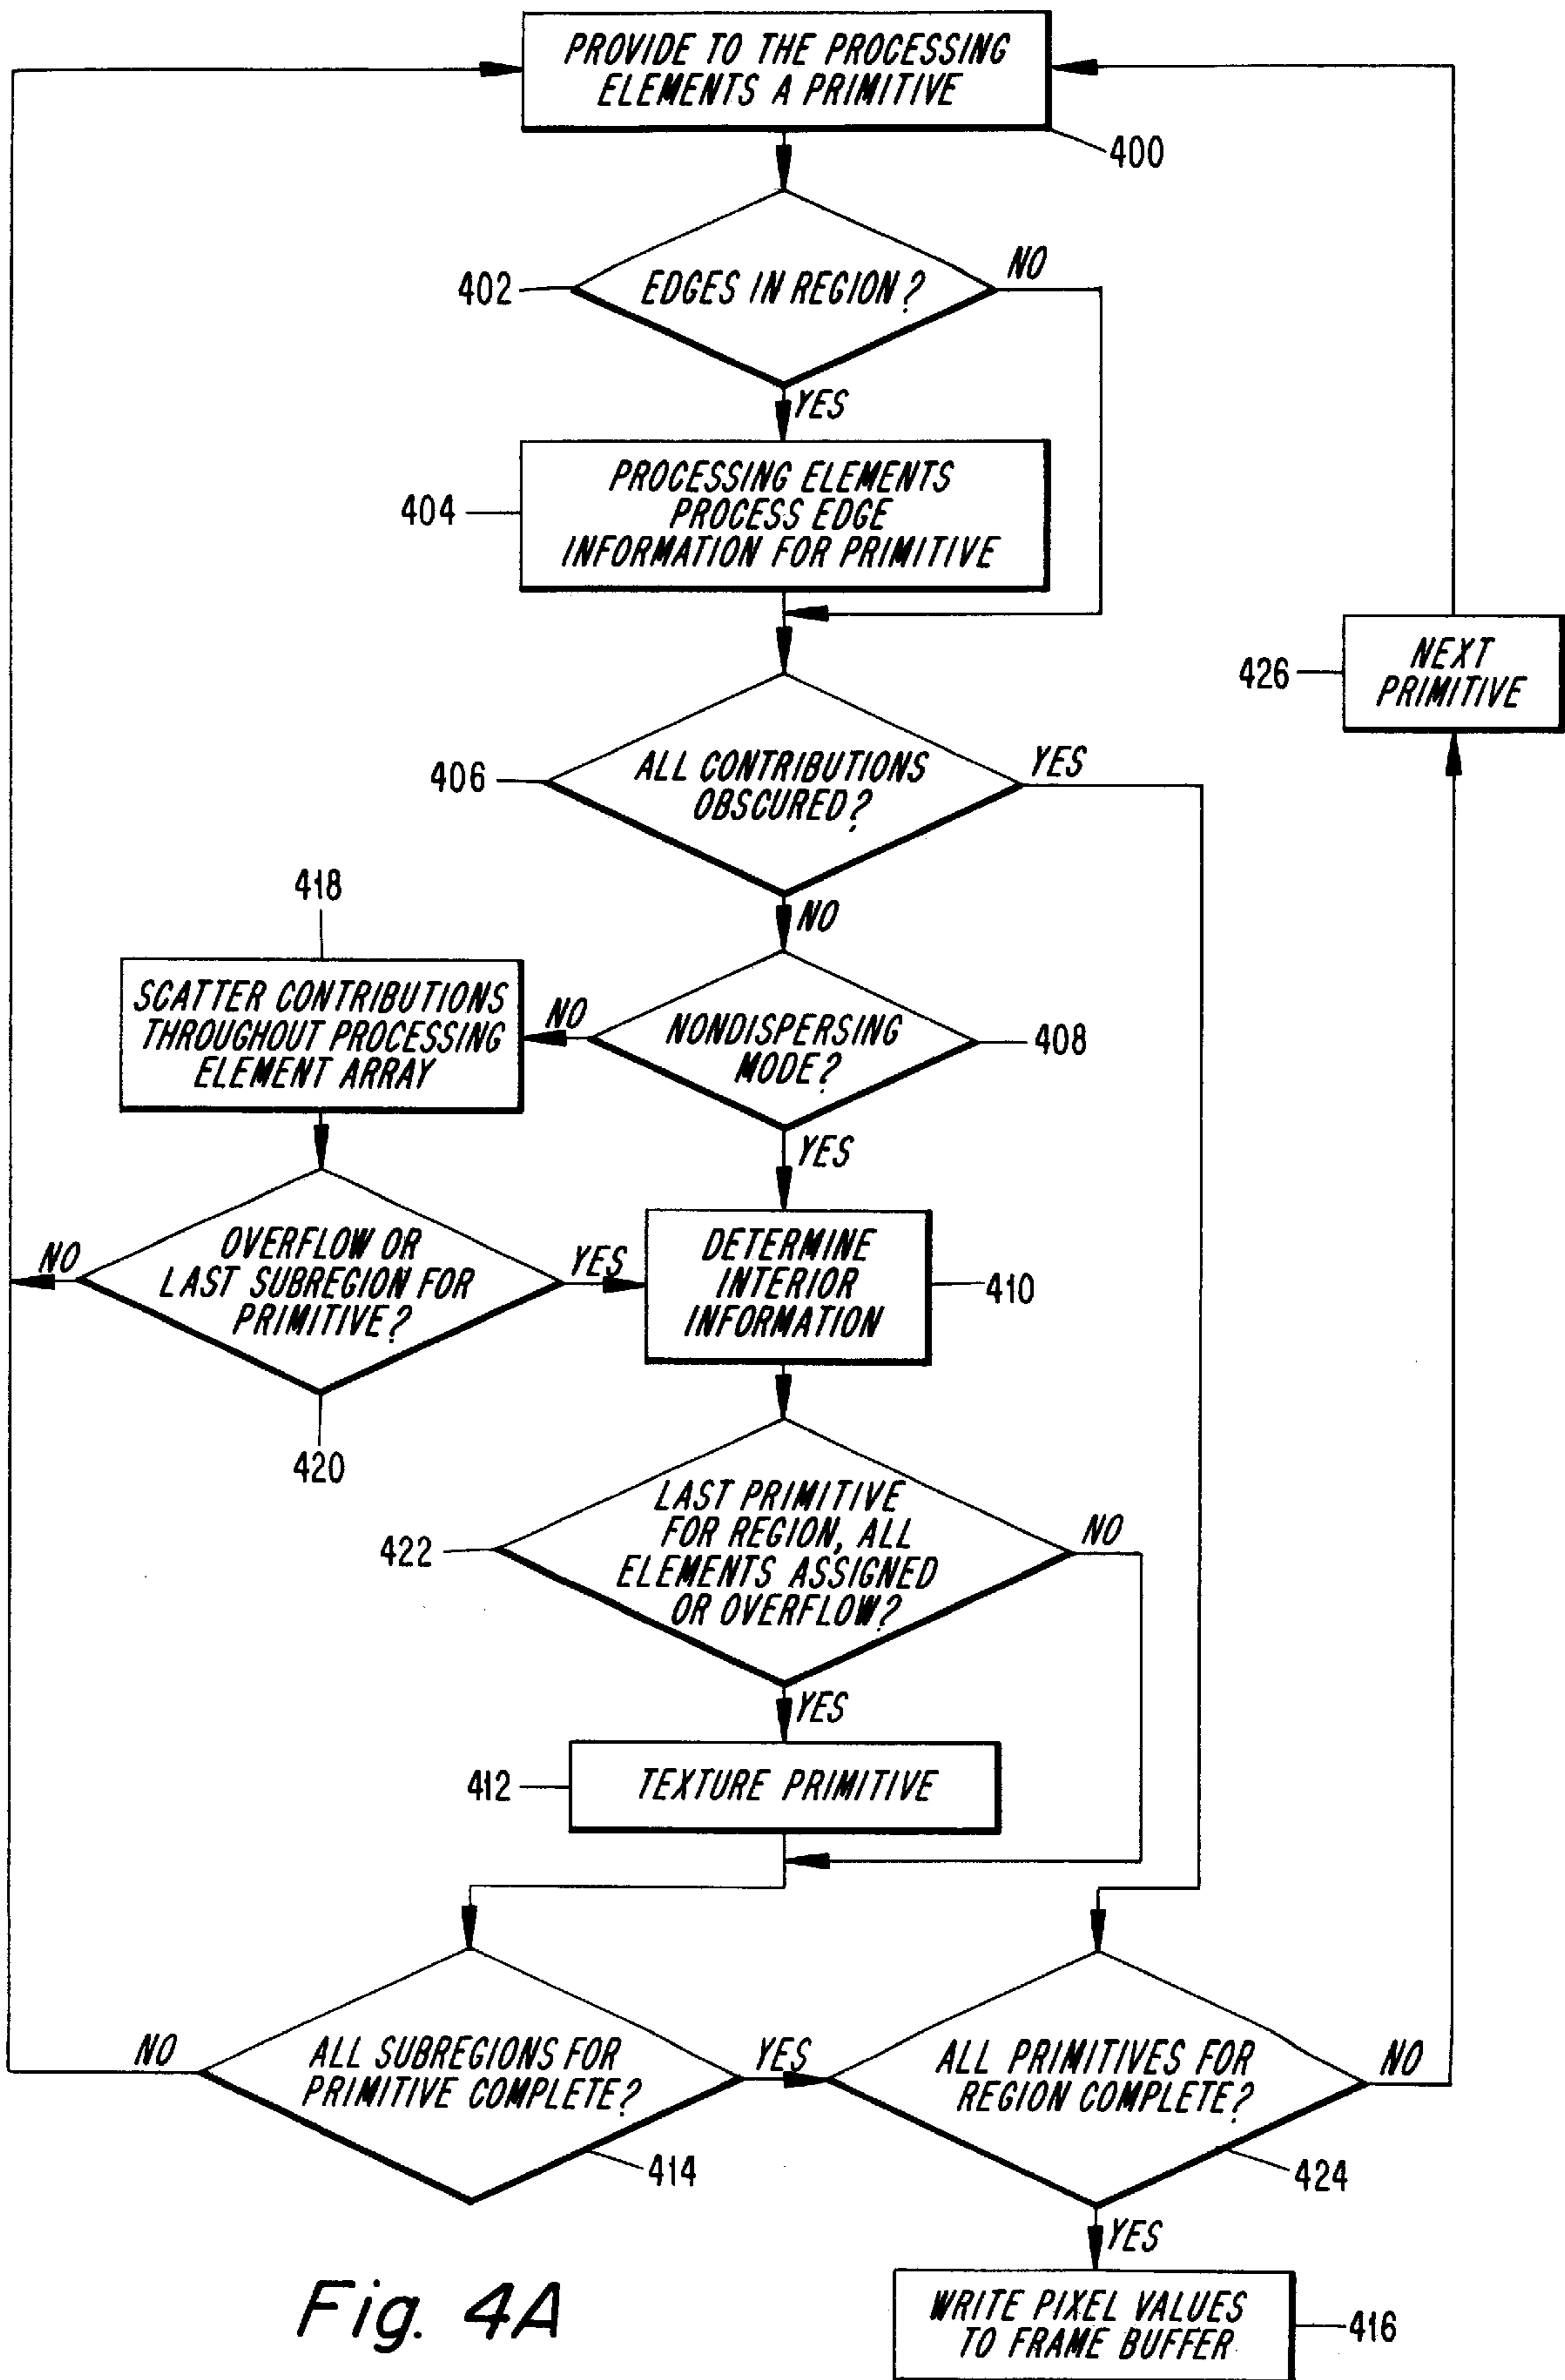 PROVIDE TO THE PROCESSING
ELEMENTS A PRIMITIVE
400
402
EDGES IN REGION?
NO
YES
404
PROCESSING ELEMENTS
PROCESS EDGE
INFORMATION FOR PRIMITIVE
426
NEXT
PRIMITIVE
406
ALL CONTRIBUTIONS
OBSCURED?
YES
NO
418
SCATTER CONTRIBUTIONS
THROUGHOUT PROCESSING
ELEMENT ARRAY
NO
NONDISPERSING
MODE?
408
YES
NO
OVERFLOW OR
LAST SUBREGION FOR
PRIMITIVE?
YES
420
DETERMINE
INTERIOR
INFORMATION
410
422
LAST PRIMITIVE
FOR REGION, ALL
ELEMENTS ASSIGNED
OR OVERFLOW?
NO
YES
412
TEXTURE PRIMITIVE
NO
ALL SUBREGIONS FOR
PRIMITIVE COMPLETE?
YES
414
ALL PRIMITIVES FOR
REGION COMPLETE?
NO
424
YES
WRITE PIXEL VALUES
TO FRAME BUFFER
416
Fig. 4A